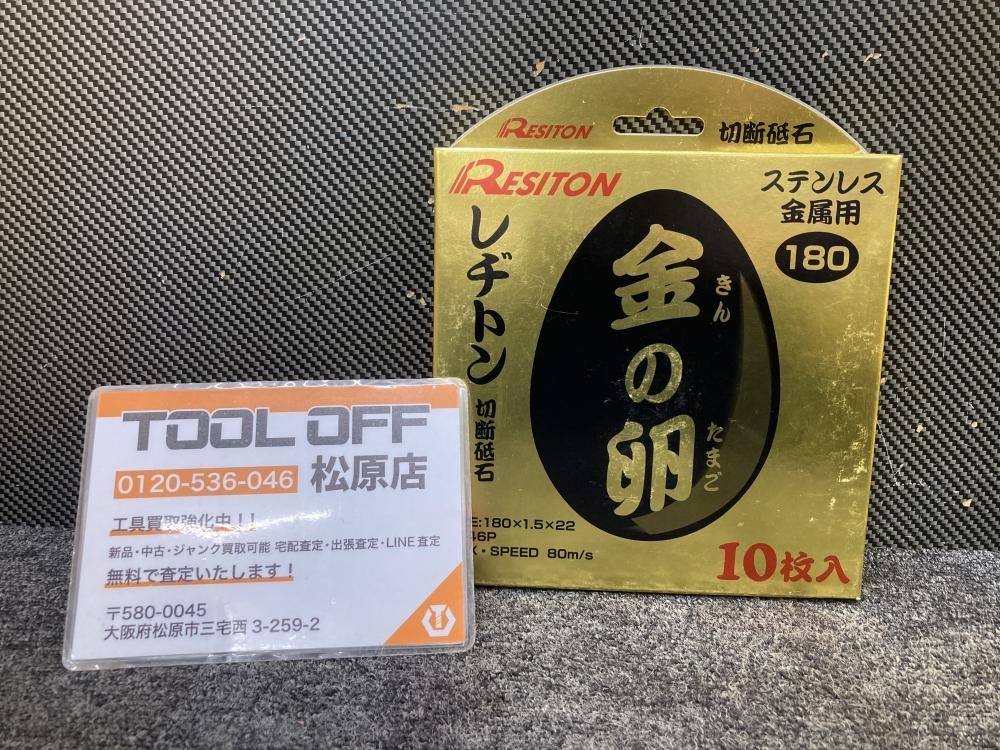 RESITON
切断砥石
RESITON
ステンレス
金属用
180
レヂトン
切断砥石
金の卵
きん
たまご
E:180×1.5×22
46P
・SPEED 80m/s
10枚入
TOOL OFF
0120-536-046 松原店
工具買取強化中!!
新品・中古・ジャンク買取可能 宅配査定・出張査定・LINE査定
無料で査定いたします!
〒580-0045
大阪府松原市三宅西 3-259-2